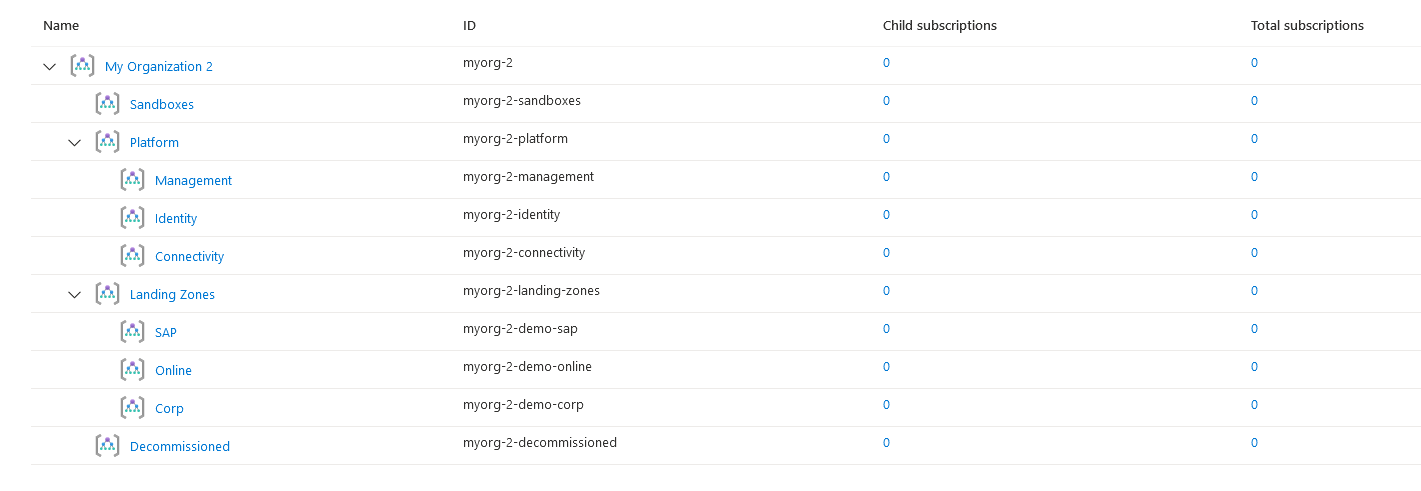 Name ID Child subscriptions Total subscriptions
My Organization 2 myorg-2 0 0
Sandboxes myorg-2-sandboxes 0 0
Platform myorg-2-platform 0 0
Management myorg-2-management 0 0
Identity myorg-2-identity 0 0
Connectivity myorg-2-connectivity 0 0
Landing Zones myorg-2-landing-zones 0 0
SAP myorg-2-demo-sap 0 0
Online myorg-2-demo-online 0 0
Corp myorg-2-demo-corp 0 0
Decommissioned myorg-2-decommissioned 0 0